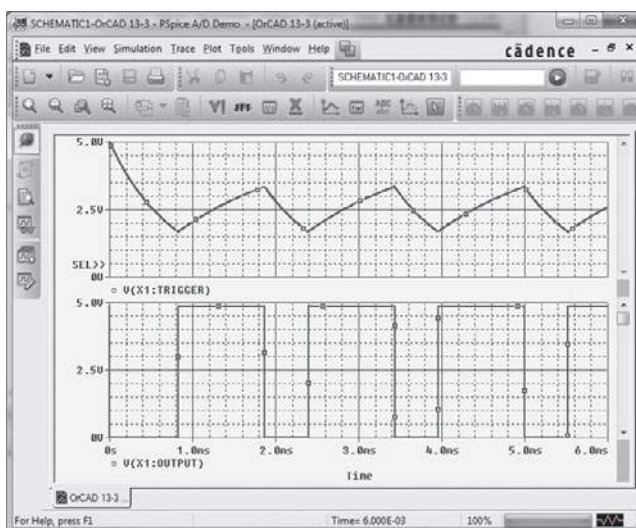 SCHEMATIC1-OrCAD 13-3 - PSpice A/D Demo - [OrCAD 13-3 (active)]
File Edit View Simulation Trace Plot Tools Window Help
cādence
SCHEMATIC1-OrCAD 13-3
5.0V
2.5V
SEL>>
0V
V(X1:TRIGGER)
5.0V
2.5V
0V
0s 1.0ms 2.0ms 3.0ms 4.0ms 5.0ms 6.0ms
V(X1:OUTPUT)
Time
OrCAD 13-3 ...
For Help, press F1 Time= 6.000E-03 100%